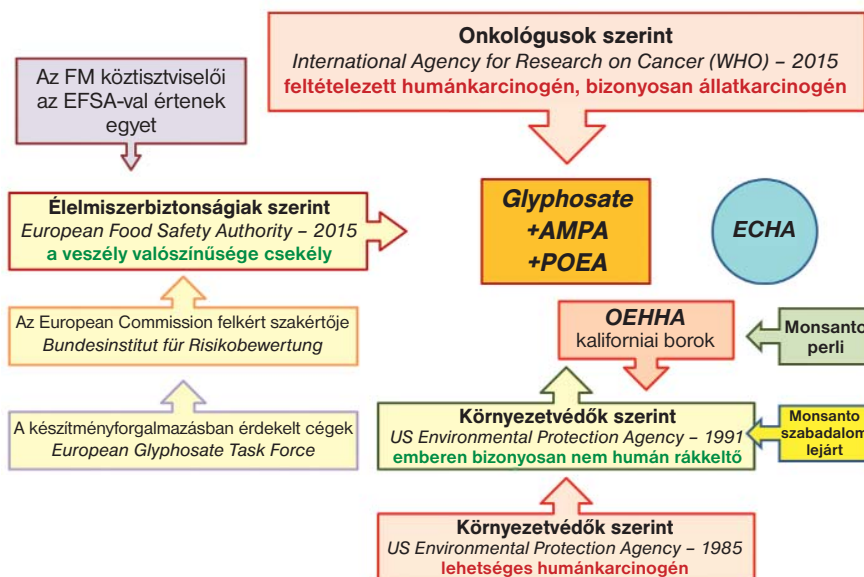 Onkológusok szerint
International Agency for Research on Cancer (WHO) – 2015
feltételezett humánkarcinogén, bizonyosan állatkarcinogén
Az FM köztisztviselői
az EFSA-val értenek
egyet
Élelmiszerbiztonságiak szerint
European Food Safety Authority – 2015
a veszély valószínűsége csekély
Glyphosate
+AMPA
+POEA
ECHA
Az European Commission felkért szakértője
Bundesinstitut für Risikobewertung
OEHHA
kaliforniai borok
Monsanto
perli
A készítményforgalmazásban érdekelt cégek
European Glyphosate Task Force
Környezetvédők szerint
US Environmental Protection Agency – 1991
emberen bizonyosan nem humán rákkeltő
Monsanto
szabadalom
lejárt
Környezetvédők szerint
US Environmental Protection Agency – 1985
lehetséges humánkarcinogén